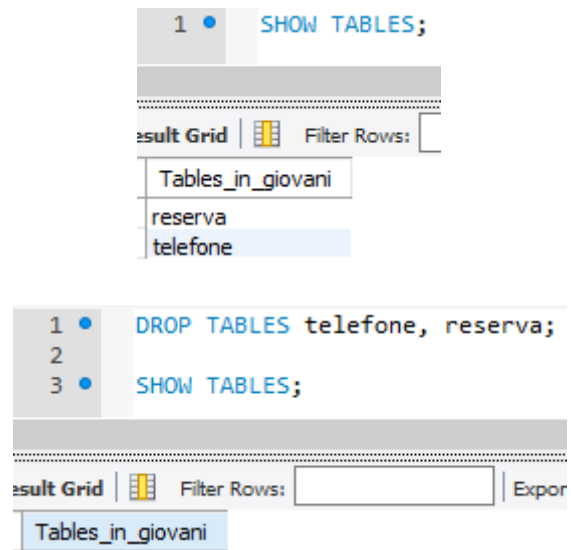 1 SHOW TABLES;
esult Grid Filter Rows:
Tables_in_giovani
reserva
telefone
1 DROP TABLES telefone, reserva;
2
3 SHOW TABLES;
esult Grid Filter Rows: Expor
Tables_in_giovani